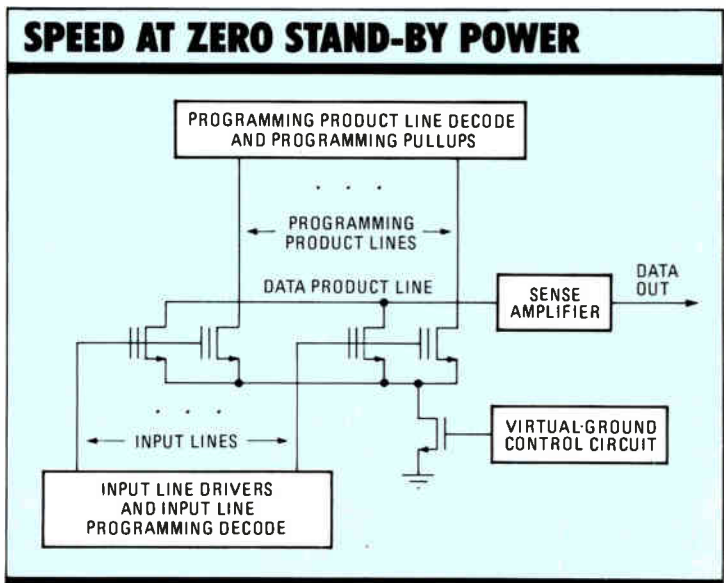 SPEED AT ZERO STAND-BY POWER
PROGRAMMING PRODUCT LINE DECODE
AND PROGRAMMING PULLUPS
PROGRAMMING
PRODUCT LINES
DATA PRODUCT LINE
SENSE
AMPLIFIER
DATA
OUT
INPUT LINES
VIRTUAL-GROUND
CONTROL CIRCUIT
INPUT LINE DRIVERS
AND INPUT LINE
PROGRAMMING DECODE